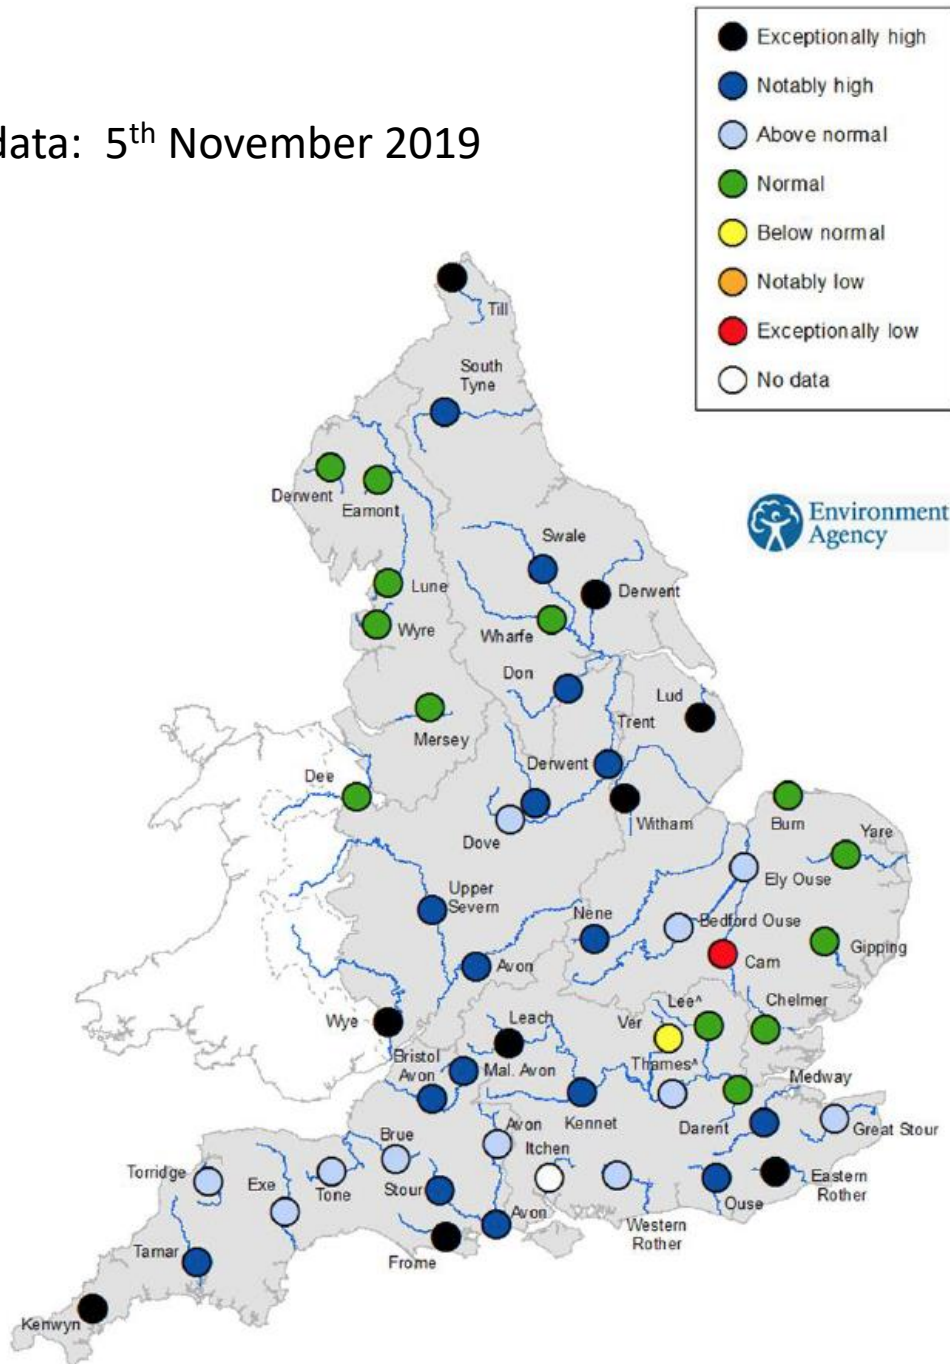 data: 5th November 2019
Exceptionally high
Notably high
Above normal
Normal
Below normal
Notably low
Exceptionally low
No data
Environment
Agency
Till
South
Tyne
Derwent
Eamont
Swale
Lune
Derwent
Wyre
Wharfe
Don
Lud
Trent
Mersey
Derwent
Dee
Witham
Burn
Dove
Yare
Ely Ouse
Upper
Severn
Nene
Bedford Ouse
Gipping
Cam
Avon
Lee^
Chelmer
Wye
Leach
Ver
Thames^
Bristol
Avon
Mal. Avon
Medway
Kennet
Darent
Great Stour
Avon
Brue
Itchen
Torridge
Exe
Tone
Stour
Eastern
Rother
Ouse
Avon
Western
Rother
Tamar
Frome
Kenwyn